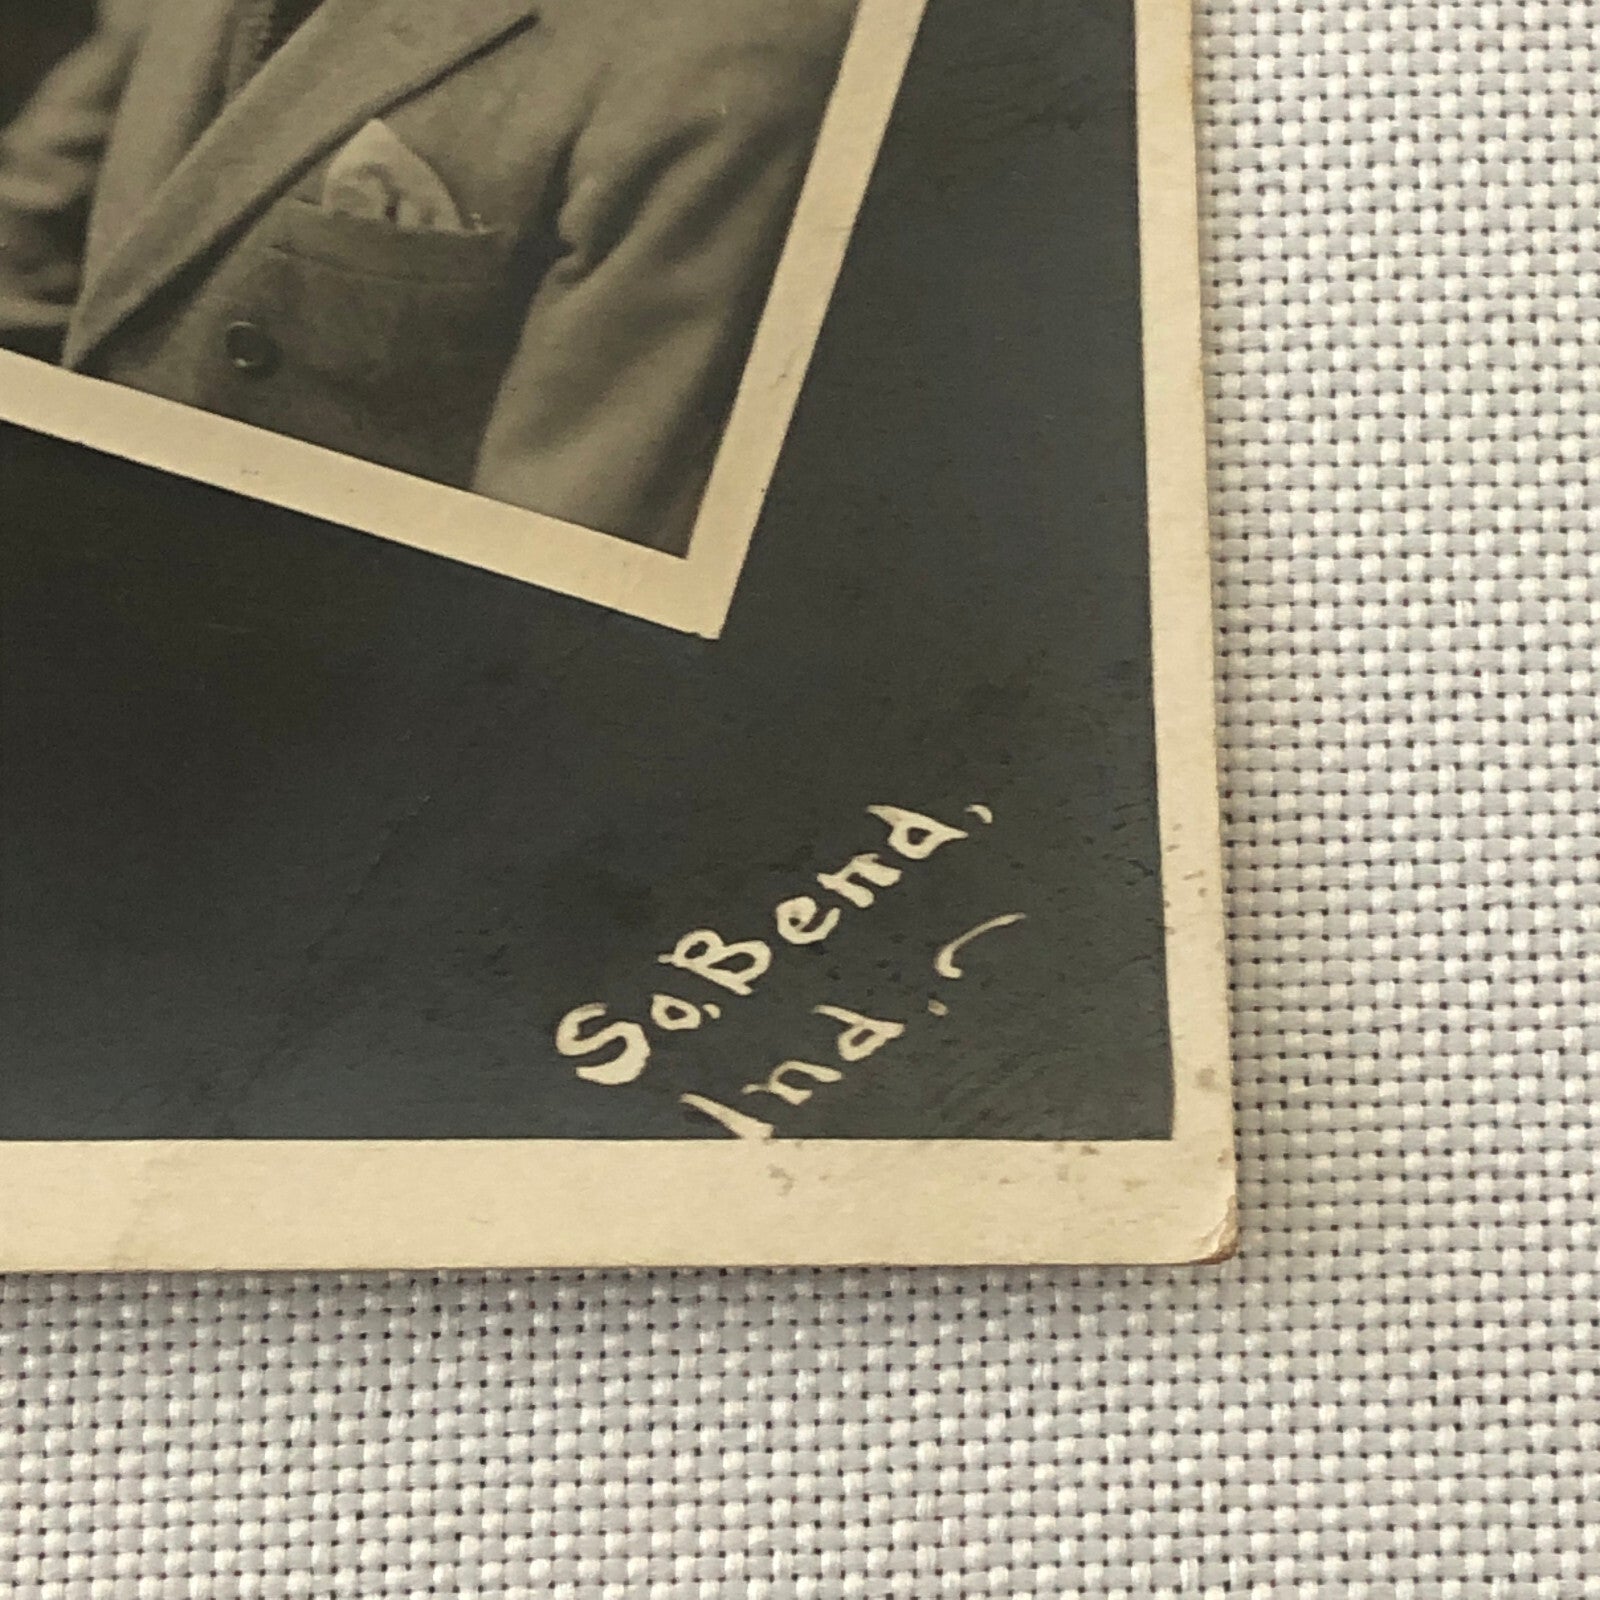 So. Bend,
Ind.